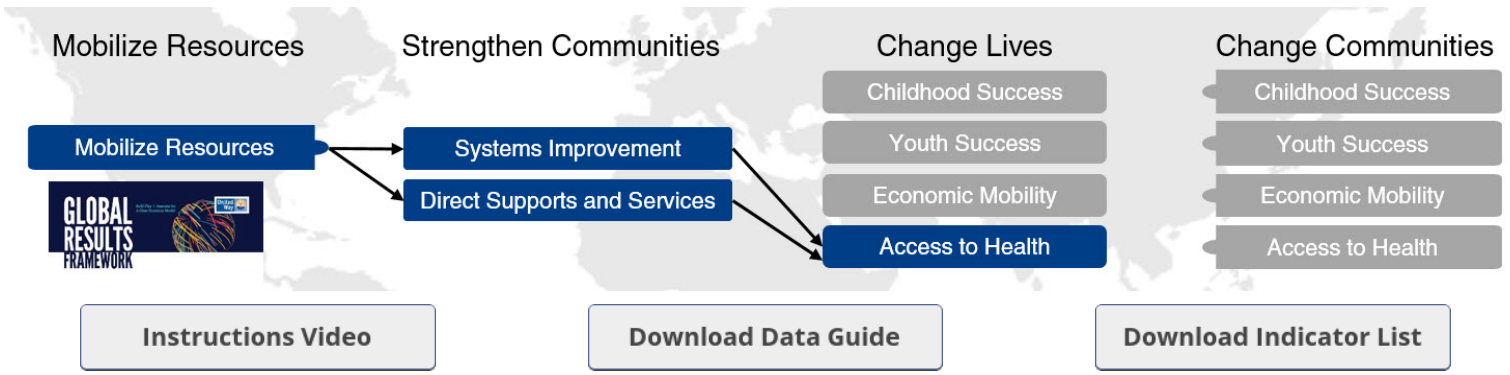 Mobilize Resources
Strengthen Communities
Change Lives
Change Communities
Childhood Success
Childhood Success
Mobilize Resources
Systems Improvement
Youth Success
Youth Success
Direct Supports and Services
Economic Mobility
Economic Mobility
GLOBAL
RESULTS
FRAMEWORK
United
Way
Access to Health
Access to Health
Instructions Video
Download Data Guide
Download Indicator List